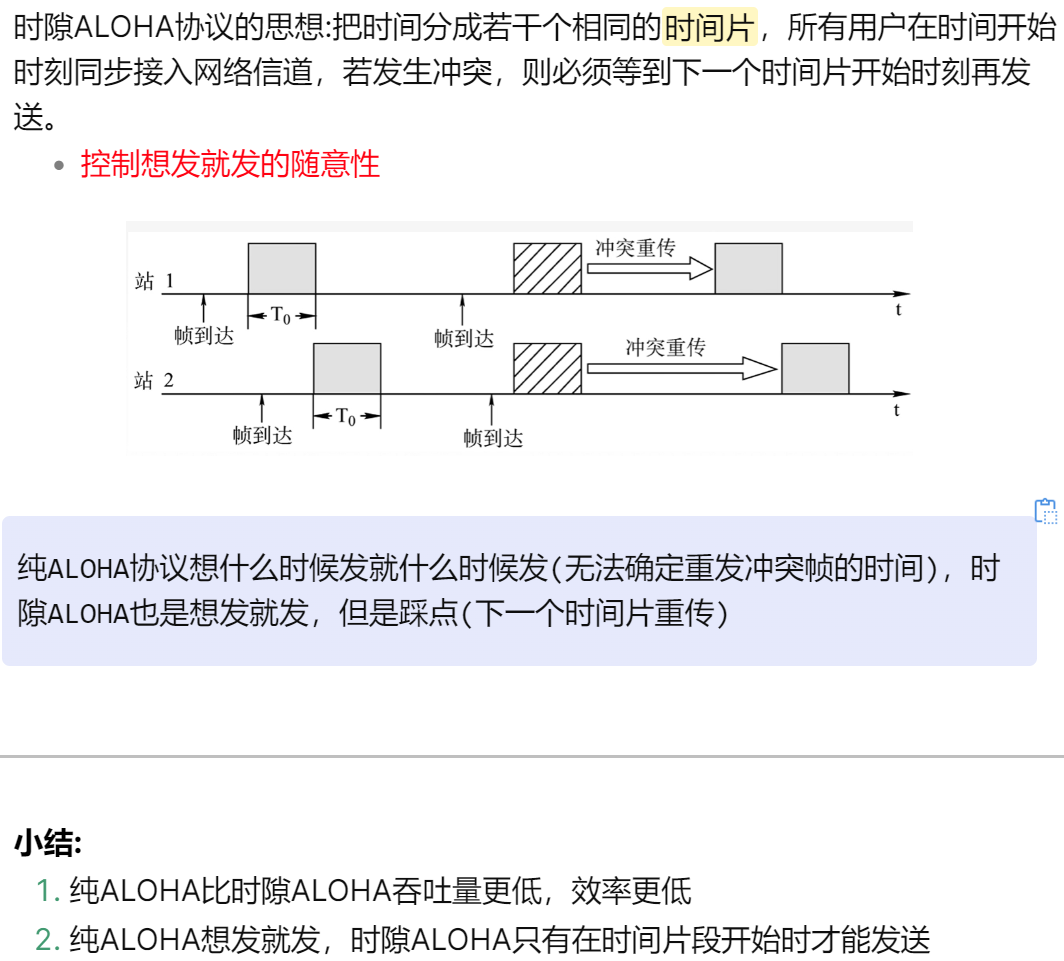 时隙ALOHA协议的思想:把时间分成若干个相同的时间片，所有用户在时间开始
时刻同步接入网络信道，若发生冲突，则必须等到下一个时间片开始时刻再发
送。
控制想发就发的随意性
冲突重传
站 1
T₀
t
帧到达
帧到达
冲突重传
站 2
T₀
t
帧到达
帧到达
纯ALOHA协议想什么时候发就什么时候发(无法确定重发冲突帧的时间)，时
隙ALOHA也是想发就发，但是踩点(下一个时间片重传)
小结:
1. 纯ALOHA比时隙ALOHA吞吐量更低，效率更低
2. 纯ALOHA想发就发，时隙ALOHA只有在时间片段开始时才能发送